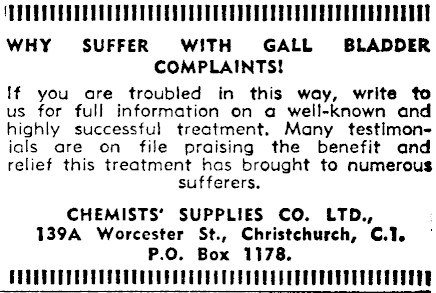 WHY SUFFER WITH GALL BLADDER
COMPLAINTS!
If you are troubled in this way, write to
us for full information on a well-known and
highly successful treatment. Many testimon-
ials are on file praising the benefit and
relief this treatment has brought to numerous
sufferers.
CHEMISTS' SUPPLIES CO. LTD.,
139A Worcester St., Christchurch, C.1.
P.O. Box 1178.